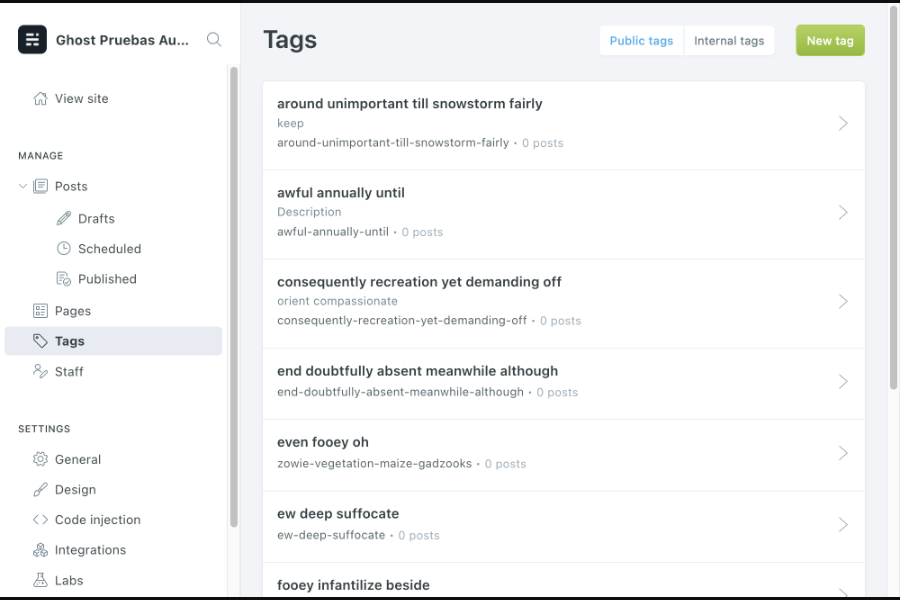 Ghost Pruebas Au...
View site
MANAGE
Posts
Drafts
Scheduled
Published
Pages
Tags
Staff
SETTINGS
General
Design
Code injection
Integrations
Labs
Tags
Public tags
Internal tags
New tag
around unimportant till snowstorm fairly
keep
around-unimportant-till-snowstorm-fairly • 0 posts
awful annually until
Description
awful-annually-until • 0 posts
consequently recreation yet demanding off
orient compassionate
consequently-recreation-yet-demanding-off • 0 posts
end doubtfully absent meanwhile although
end-doubtfully-absent-meanwhile-although • 0 posts
even fooey oh
zowie-vegetation-maize-gadzooks • 0 posts
ew deep suffocate
ew-deep-suffocate • 0 posts
fooey infantilize beside